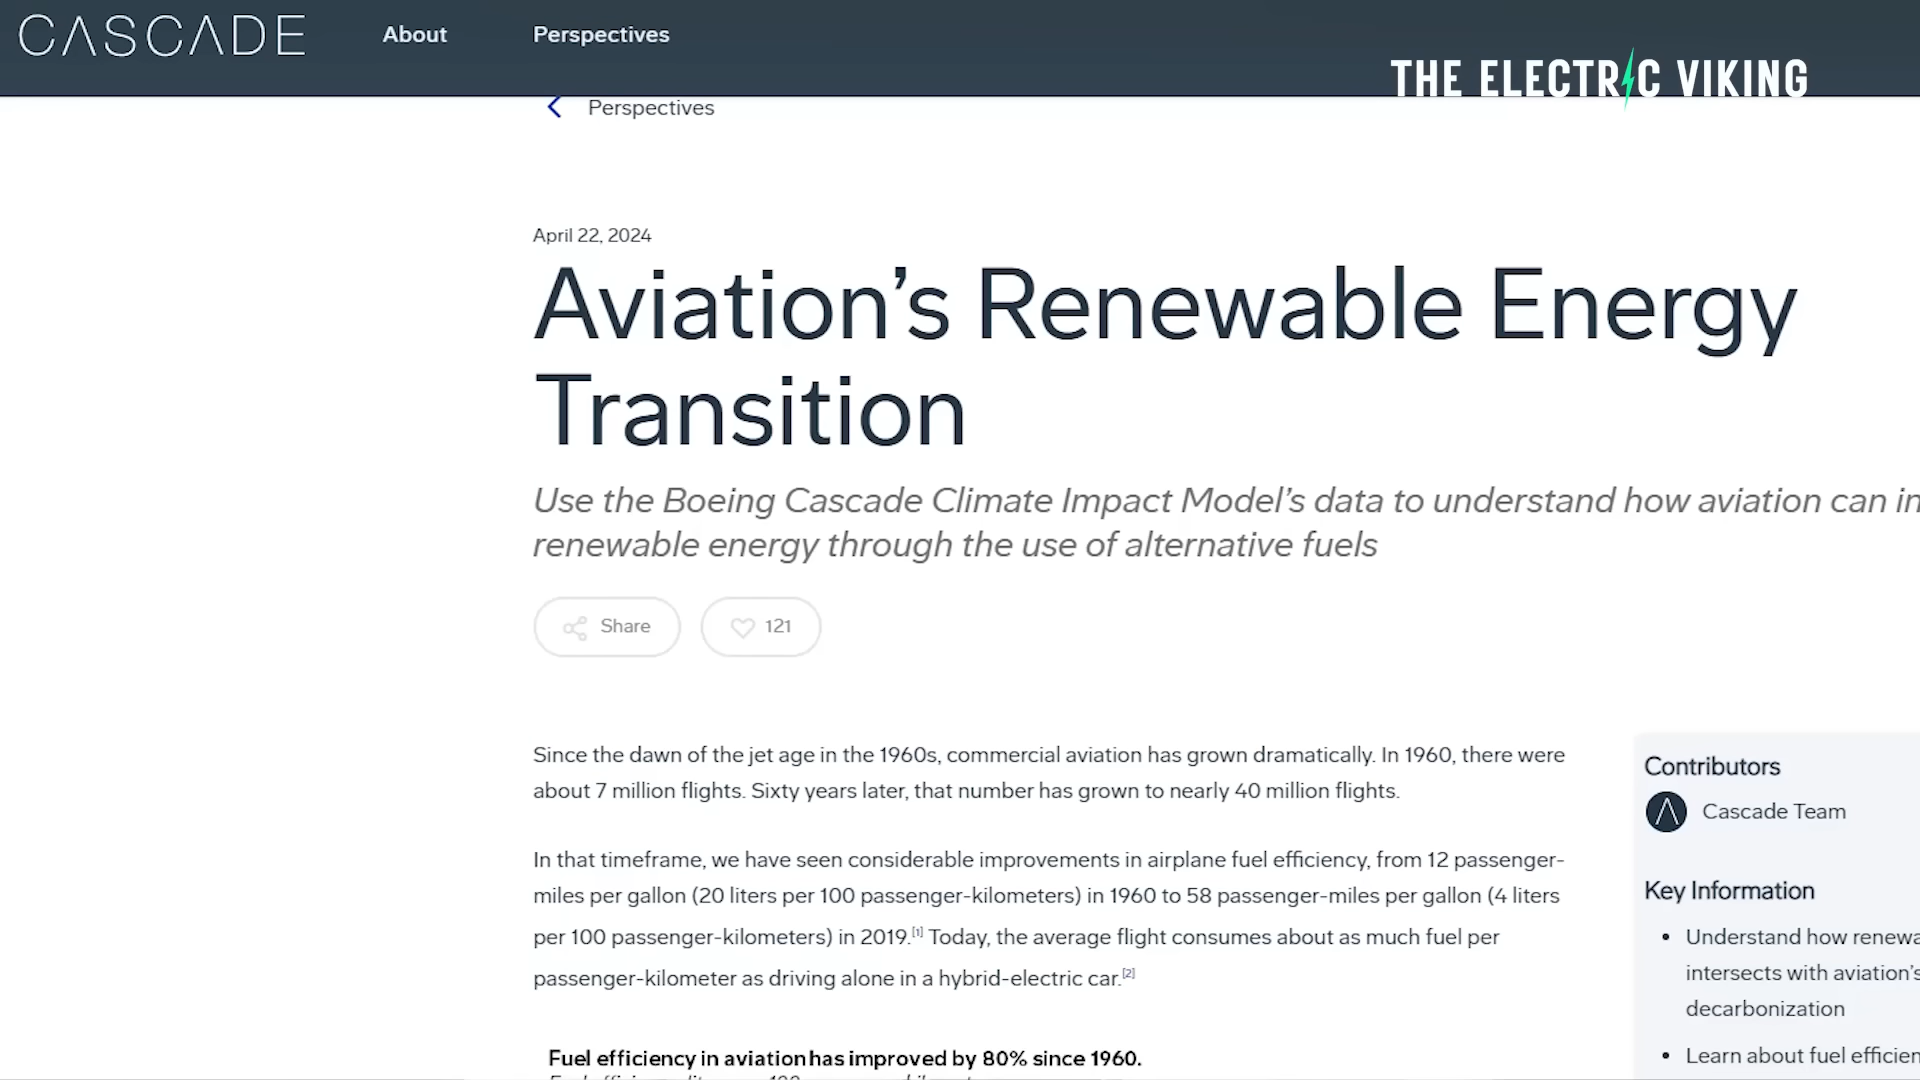 CASCADE
About
Perspectives
THE ELECTRIC VIKING
Perspectives
April 22, 2024
Aviation’s Renewable Energy
Transition
Use the Boeing Cascade Climate Impact Model’s data to understand how aviation can in
renewable energy through the use of alternative fuels
Share
121
Since the dawn of the jet age in the 1960s, commercial aviation has grown dramatically. In 1960, there were
about 7 million flights. Sixty years later, that number has grown to nearly 40 million flights.
In that timeframe, we have seen considerable improvements in airplane fuel efficiency, from 12 passenger-
miles per gallon (20 liters per 100 passenger-kilometers) in 1960 to 58 passenger-miles per gallon (4 liters
per 100 passenger-kilometers) in 2019.[1] Today, the average flight consumes about as much fuel per
passenger-kilometer as driving alone in a hybrid-electric car.[2]
Fuel efficiency in aviation has improved by 80% since 1960.
Contributors
Cascade Team
Key Information
Understand how renewa
intersects with aviation’s
decarbonization
Learn about fuel efficien